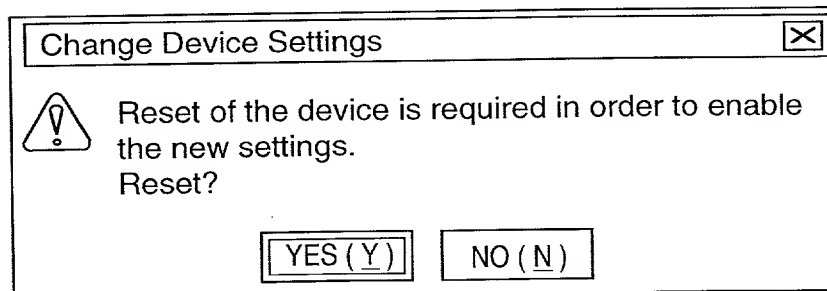 Change Device Settings
Reset of the device is required in order to enable
the new settings.
Reset?
YES ( Y )
NO ( N )